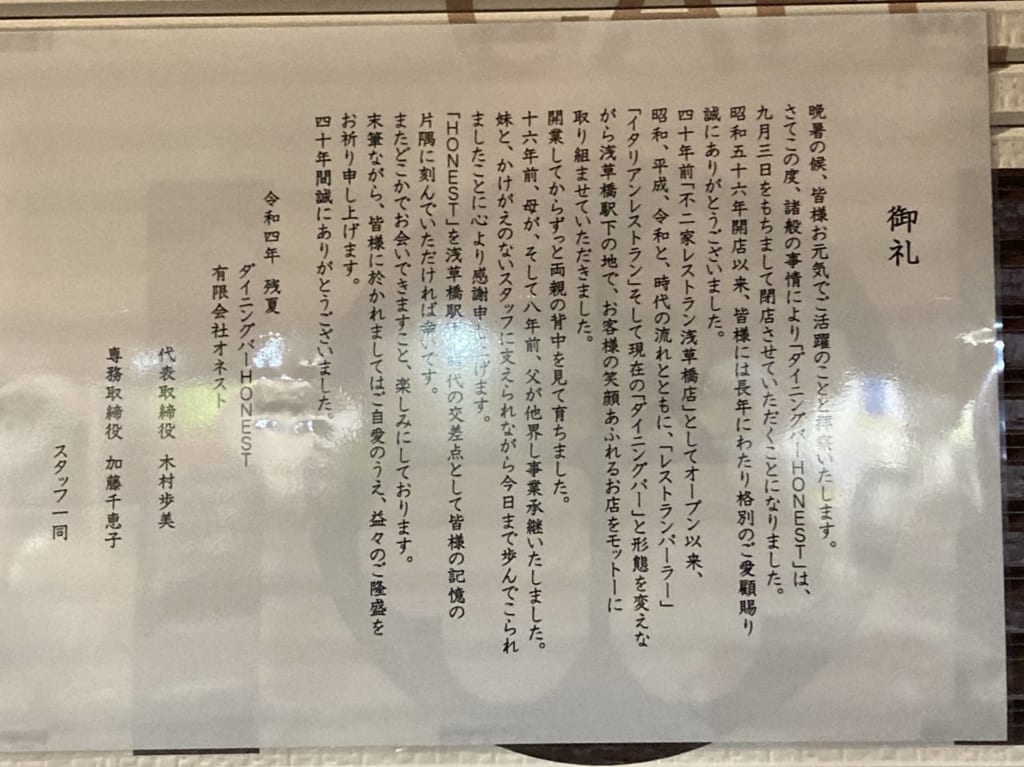 御礼
晩暑の候、皆様お元気でご活躍のことと拝察いたします。
さてこの度、諸般の事情により「ダイニングバーHONEST」は、
九月三日をもちまして閉店させていただくことになりました。
昭和五十六年開店以来、皆様には長年にわたり格別のご愛顧賜り
誠にありがとうございました。
四十年前「不二家レストラン浅草橋店」としてオープン以来、
昭和、平成、令和と、時代の流れとともに、「レストランパーラー」
「イタリアンレストラン」そして現在の「ダイニングバー」と形態を変えな
がら浅草橋駅下の地で、お客様の笑顔あふれるお店をモットーに
取り組ませていただきました。
開業してからずっと両親の背中を見て育ちました。
十六年前、母が、そして八年前、父が他界し事業承継いたしました。
妹と、かけがえのないスタッフに支えられながら今日まで歩んでこられ
ましたことに心より感謝申し上げます。
「HONEST」を浅草橋駅 時代の交差点として皆様の記憶の
片隅に刻んでいただければ幸いです。
またどこかでお会いできますこと、楽しみにしております。
末筆ながら、皆様に於かれましてはご自愛のうえ、益々のご隆盛を
お祈り申し上げます。
四十年間誠にありがとうございました。
令和四年 残夏
ダイニングバーHONEST
有限会社オネスト
代表取締役 木村歩美
専務取締役 加藤千恵子
スタッフ一同